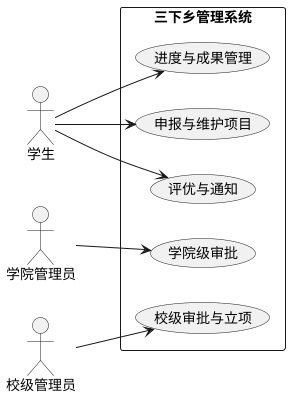 三下乡管理系统
进度与成果管理
申报与维护项目
学生
评优与通知
学院级审批
学院管理员
校级审批与立项
校级管理员